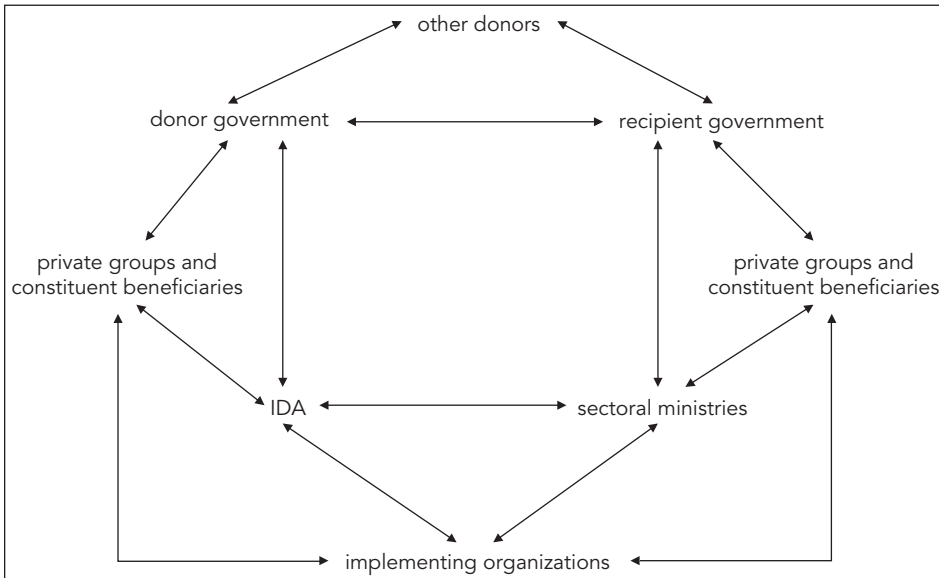 other donors
donor government
recipient government
private groups and
constituent beneficiaries
private groups and
constituent beneficiaries
IDA
sectoral ministries
implementing organizations